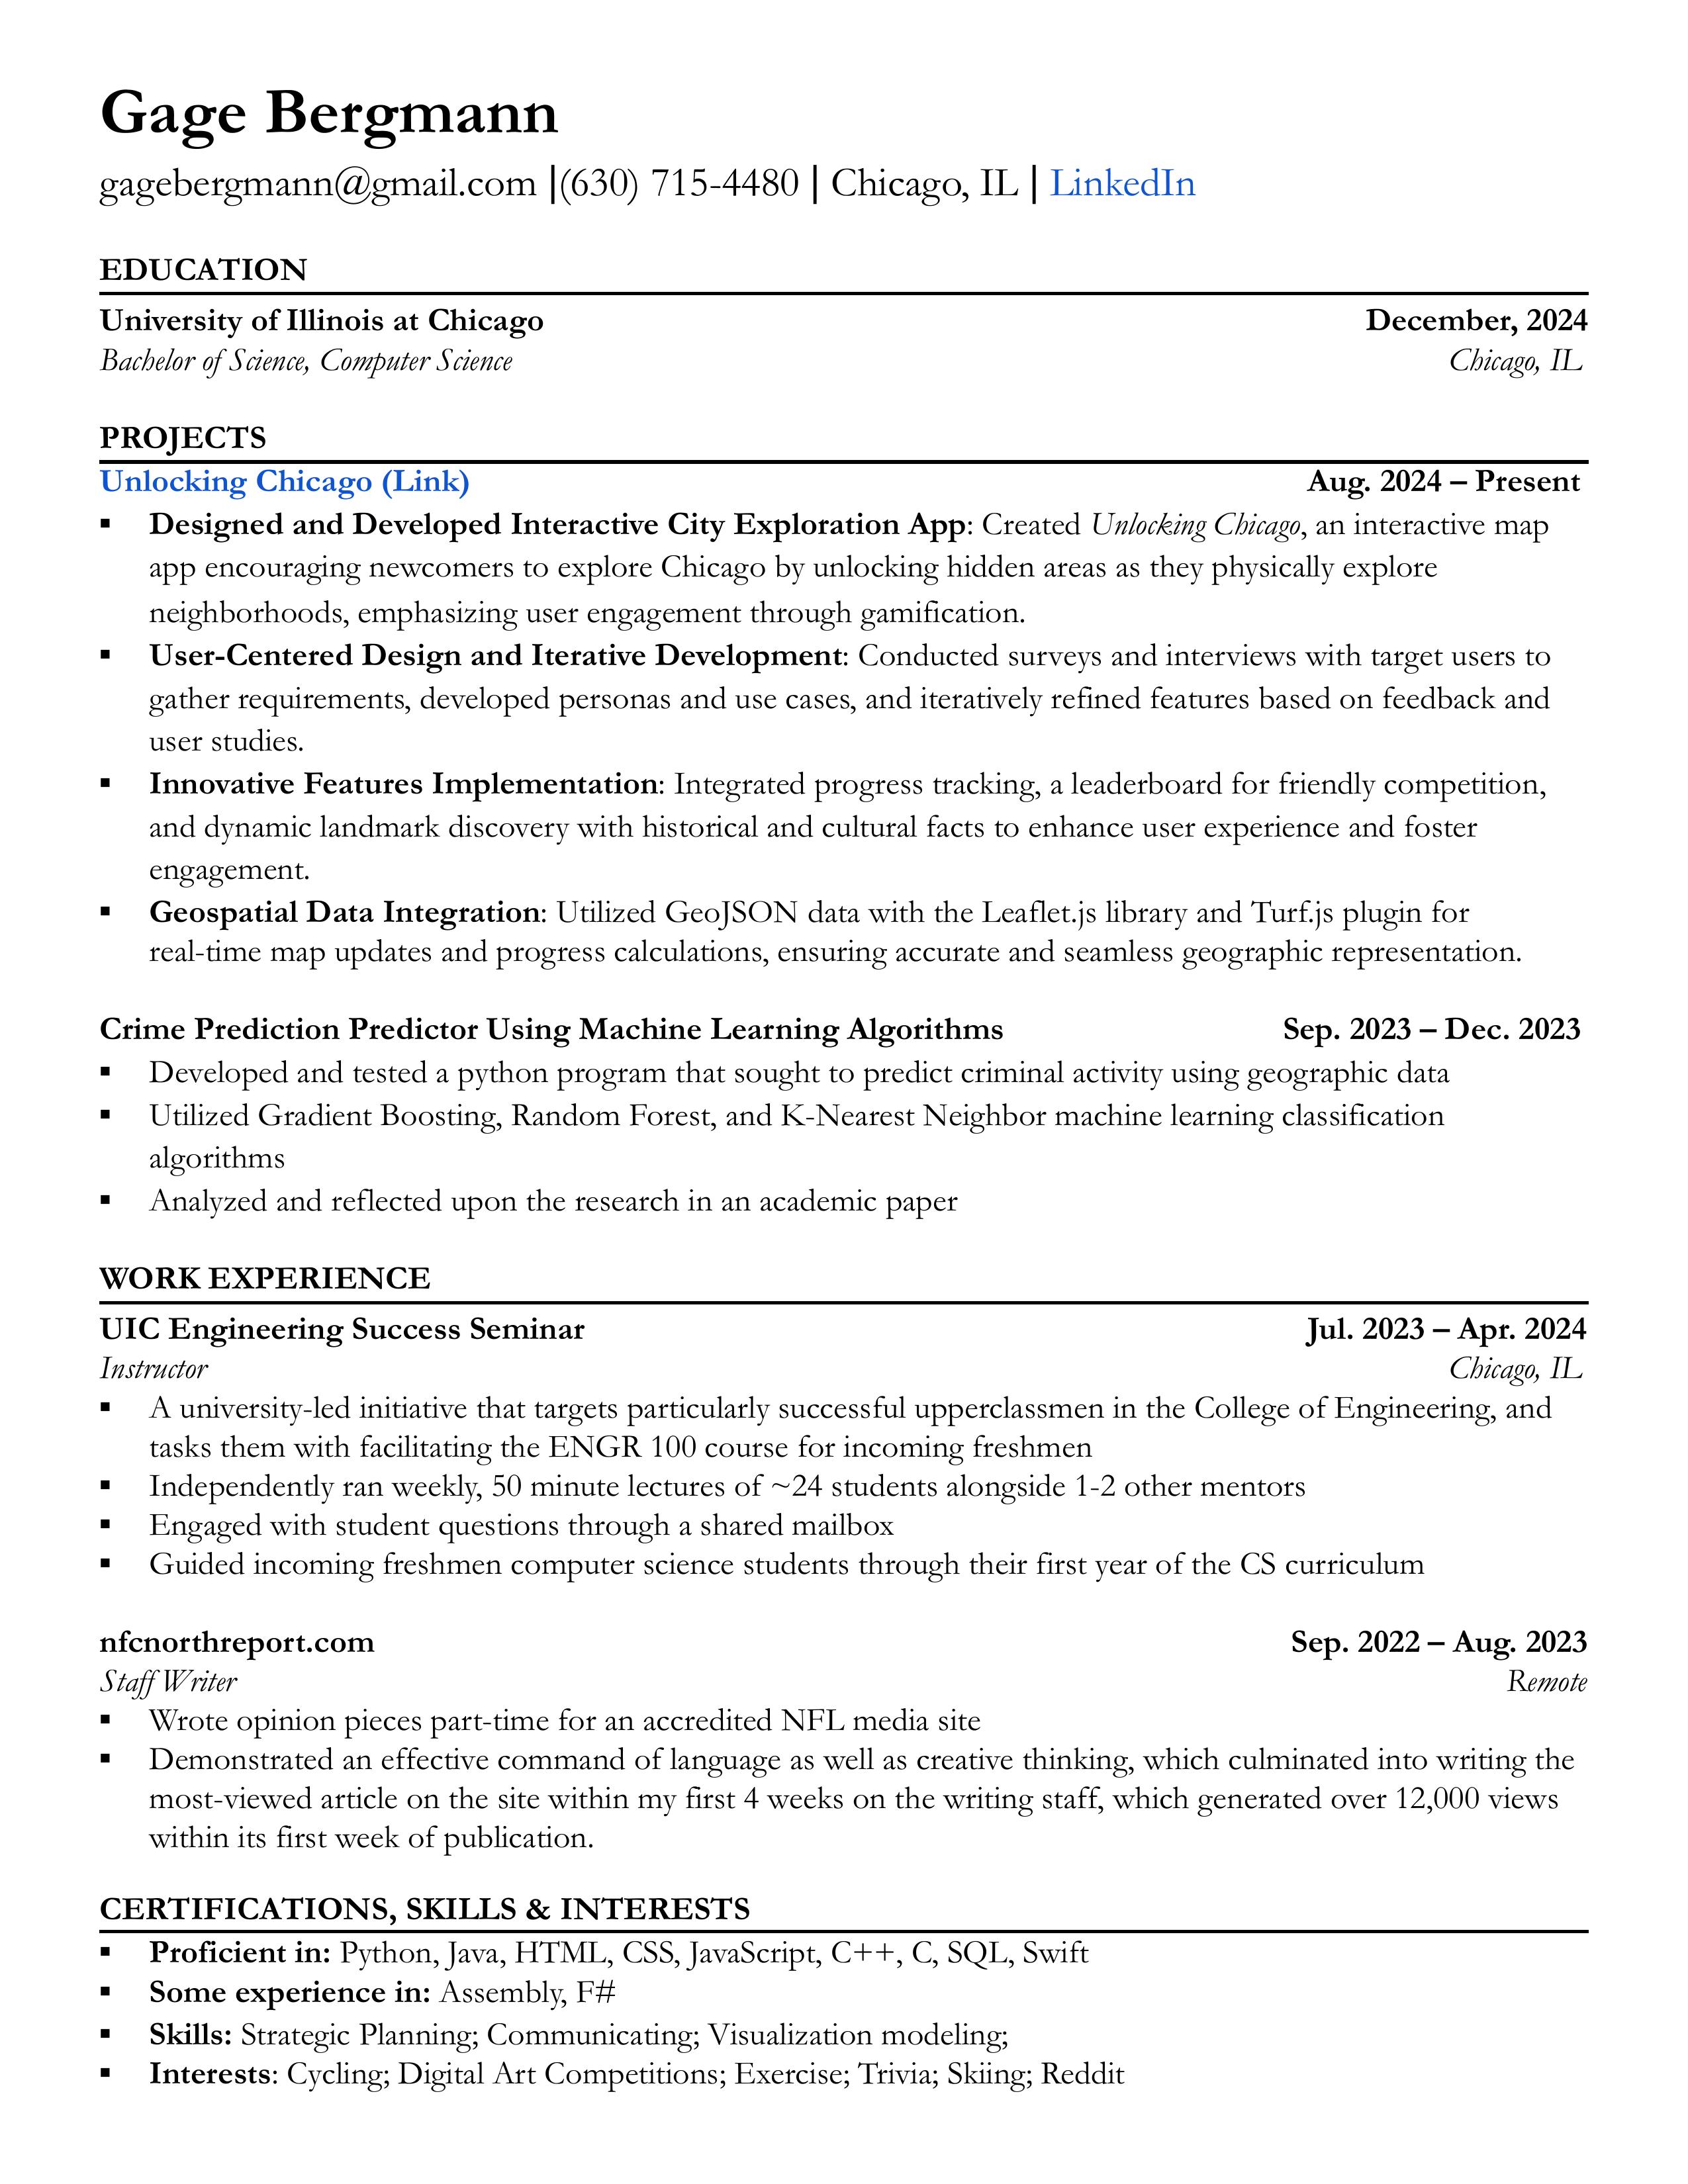 Gage Bergmann
gagebergmann@gmail.com |(630) 715-4480 | Chicago, IL | LinkedIn
EDUCATION
University of Illinois at Chicago December, 2024
Bachelor of Science, Computer Science Chicago, IL
PROJECTS
Unlocking Chicago (Link) Aug. 2024 – Present
▪ Designed and Developed Interactive City Exploration App: Created Unlocking Chicago, an interactive map
app encouraging newcomers to explore Chicago by unlocking hidden areas as they physically explore
neighborhoods, emphasizing user engagement through gamification.
▪ User-Centered Design and Iterative Development: Conducted surveys and interviews with target users to
gather requirements, developed personas and use cases, and iteratively refined features based on feedback and
user studies.
▪ Innovative Features Implementation: Integrated progress tracking, a leaderboard for friendly competition,
and dynamic landmark discovery with historical and cultural facts to enhance user experience and foster
engagement.
▪ Geospatial Data Integration: Utilized GeoJSON data with the Leaflet.js library and Turf.js plugin for
real-time map updates and progress calculations, ensuring accurate and seamless geographic representation.
Crime Prediction Predictor Using Machine Learning Algorithms Sep. 2023 – Dec. 2023
▪ Developed and tested a python program that sought to predict criminal activity using geographic data
▪ Utilized Gradient Boosting, Random Forest, and K-Nearest Neighbor machine learning classification
algorithms
▪ Analyzed and reflected upon the research in an academic paper
WORK EXPERIENCE
UIC Engineering Success Seminar Jul. 2023 – Apr. 2024
Instructor Chicago, IL
▪ A university-led initiative that targets particularly successful upperclassmen in the College of Engineering, and
tasks them with facilitating the ENGR 100 course for incoming freshmen
▪ Independently ran weekly, 50 minute lectures of ~24 students alongside 1-2 other mentors
▪ Engaged with student questions through a shared mailbox
▪ Guided incoming freshmen computer science students through their first year of the CS curriculum
nfcnorthreport.com Sep. 2022 – Aug. 2023
Staff Writer Remote
▪ Wrote opinion pieces part-time for an accredited NFL media site
▪ Demonstrated an effective command of language as well as creative thinking, which culminated into writing the
most-viewed article on the site within my first 4 weeks on the writing staff, which generated over 12,000 views
within its first week of publication.
CERTIFICATIONS, SKILLS & INTERESTS
▪ Proficient in: Python, Java, HTML, CSS, JavaScript, C++, C, SQL, Swift
▪ Some experience in: Assembly, F#
▪ Skills: Strategic Planning; Communicating; Visualization modeling;
▪ Interests: Cycling; Digital Art Competitions; Exercise; Trivia; Skiing; Reddit